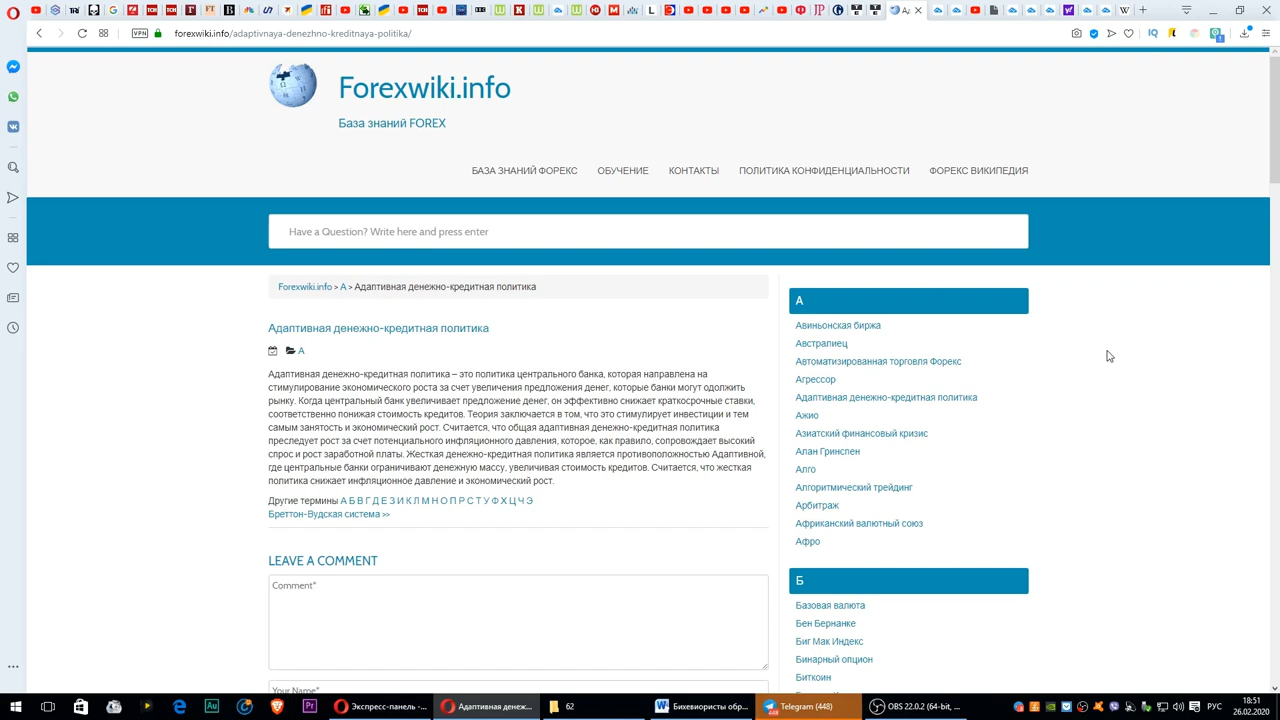 forexwiki.info/adaptivnaya-denezhno-kreditnaya-politika/
VPN
Forexwiki.info
База знаний FOREX
БАЗА ЗНАНИЙ ФОРЕКС ОБУЧЕНИЕ КОНТАКТЫ ПОЛИТИКА КОНФИДЕНЦИАЛЬНОСТИ ФОРЕКС ВИКИПЕДИЯ
Have a Question? Write here and press enter
Forexwiki.info > А > Адаптивная денежно-кредитная политика
Адаптивная денежно-кредитная политика
А
Адаптивная денежно-кредитная политика – это политика центрального банка, которая направлена на
стимулирование экономического роста за счет увеличения предложения денег, которые банки могут одолжить
рынку. Когда центральный банк увеличивает предложение денег, он эффективно снижает краткосрочные ставки,
соответственно понижая стоимость кредитов. Теория заключается в том, что это стимулирует инвестиции и тем
самым занятость и экономический рост. Считается, что общая адаптивная денежно-кредитная политика
преследует рост за счет потенциального инфляционного давления, которое, как правило, сопровождает высокий
спрос и рост заработной платы. Жесткая денежно-кредитная политика является противоположностью Адаптивной,
где центральные банки ограничивают денежную массу, увеличивая стоимость кредитов. Считается, что жесткая
политика снижает инфляционное давление и экономический рост.
Другие термины А Б В Г Д Е З И К Л М Н О П Р С Т У Ф Х Ц Ч Э
Бреттон-Вудская система >>
LEAVE A COMMENT
Comment*
Your Name*
А
Авиньонская биржа
Австралиец
Автоматизированная торговля Форекс
Агрессор
Адаптивная денежно-кредитная политика
Ажио
Азиатский финансовый кризис
Алан Гринспен
Алго
Алгоритмический трейдинг
Арбитраж
Африканский валютный союз
Афро
Б
Базовая валюта
Бен Бернанке
Биг Мак Индекс
Бинарный опцион
Биткоин
Экспресс-панель -...
Адаптивная денеж...
62
Бихевиористы обр...
Telegram (448)
OBS 22.0.2 (64-bit, ...
РУС
18:51
26.02.2020